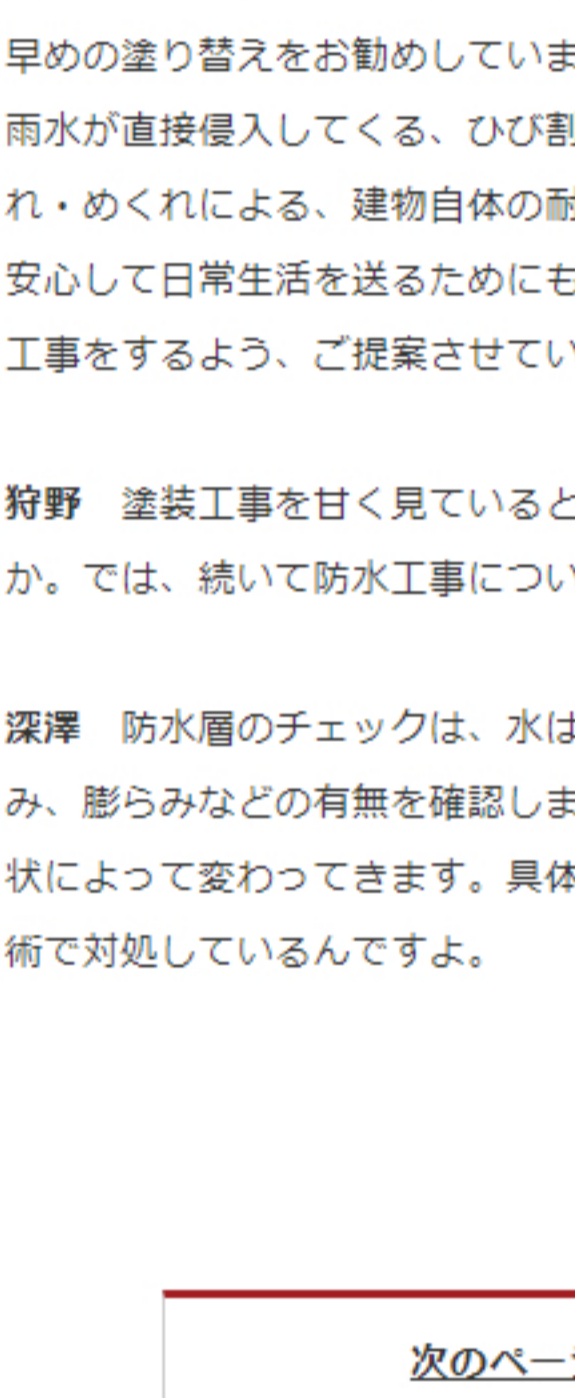 早めの塗り替えをお勧めしていま
雨水が直接侵入してくる、ひび割
れ・めくれによる、建物自体の耐
安心して日常生活を送るためにも
工事をするよう、ご提案させてい
狩野　塗装工事を甘く見ていると
か。では、続いて防水工事につい
深澤　防水層のチェックは、水は
み、膨らみなどの有無を確認しま
状によって変わってきます。具体
術で対処しているんですよ。
次のペー